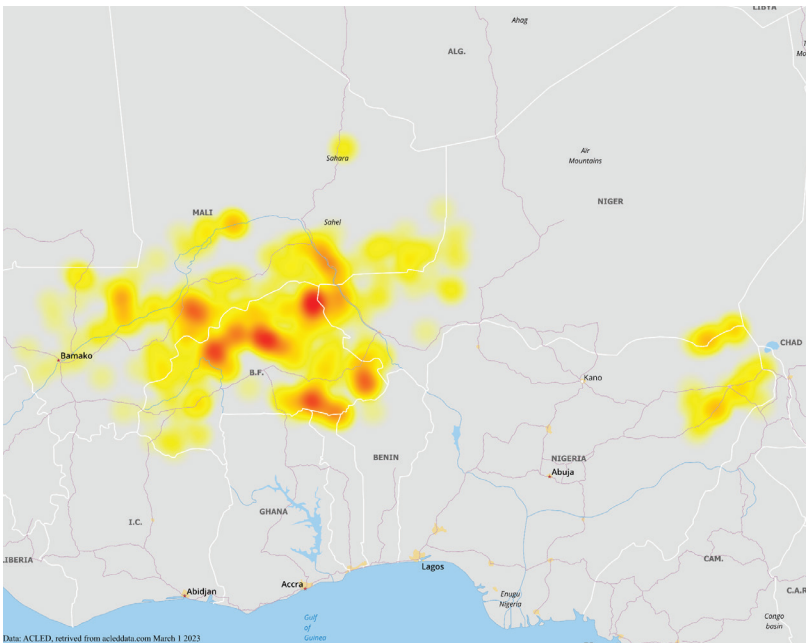 LIBYA
Ahag
ALG.
Sahara
Air
Mountains
MALI
NIGER
Sahel
CHAD
Bamako
B.F.
Kano
BENIN
NIGERIA
Abuja
GHANA
I.C.
LIBERIA
CAM.
Lagos
Accra
Abidjan
Enugu
Nigeria
C.A.R
Congo
basin
Gulf
of
Guinea
Data: ACLED, retrived from acleddata.com March 1 2023